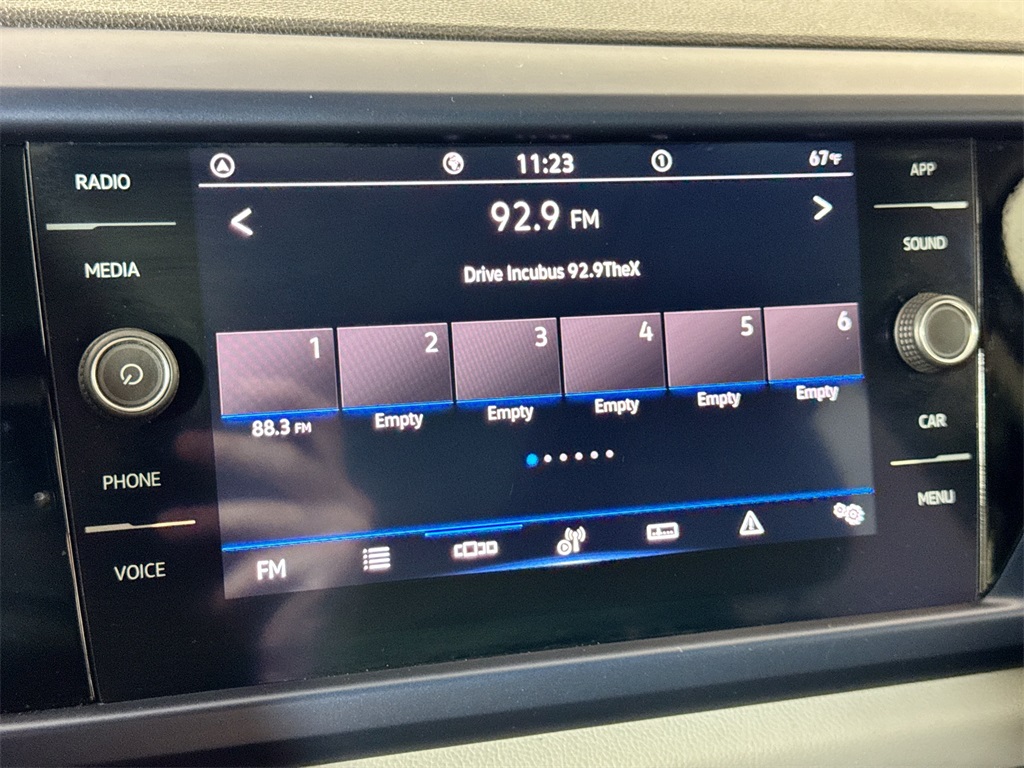 RADIO
MEDIA
PHONE
VOICE
11:23
1
67°F
92.9 FM
Drive Incubus 92.9TheX
1
2
3
4
5
6
88.3 FM
Empty
Empty
Empty
Empty
Empty
FM
APP
SOUND
CAR
MENU